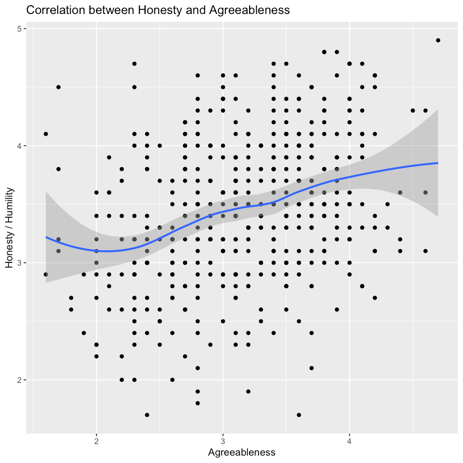 Correlation between Honesty and Agreeableness
5
4
3
2
Honesty / Humility
2 3 4
Agreeableness